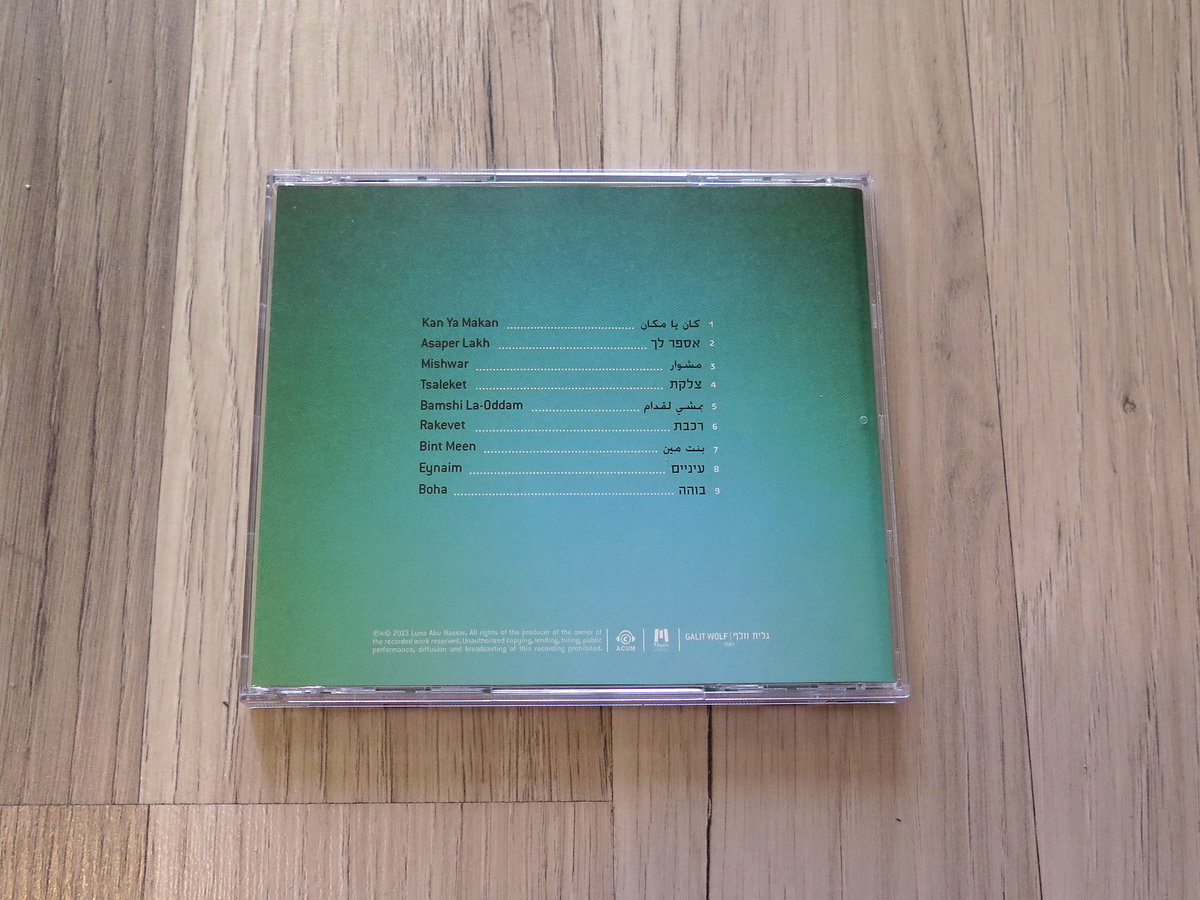 Kan Ya Makan كان يا مكان 1
Asaper Lakh אספר לך 2
Mishwar مشوار 3
Tsaleket צלקת 4
Bamshi La-Oddam بمشي لقدام 5
Rakevet רכבת 6
Bint Meen بنت مين 7
Eynaim עיניים 8
Boha בוהה 9
2013 Luna Abu Nassar. All rights of the producer of the owner of
the recorded work reserved. Unauthorized copying, lending, hiring, public
performance, diffusion and broadcasting of this recording prohibited.
ACUM
GALIT WOLF | גלית וולף